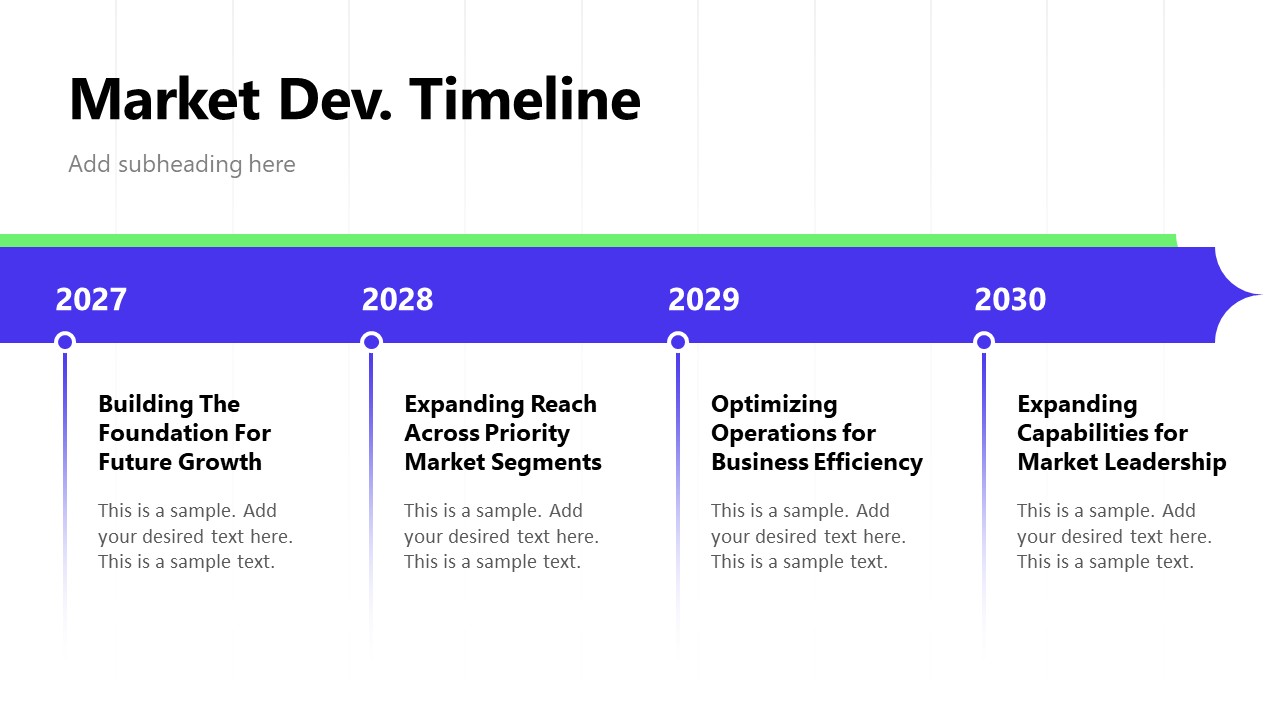 Market Dev. Timeline
Add subheading here
2027
2028
2029
2030
Building The
Foundation For
Future Growth
This is a sample. Add
your desired text here.
This is a sample text.
Expanding Reach
Across Priority
Market Segments
This is a sample. Add
your desired text here.
This is a sample text.
Optimizing
Operations for
Business Efficiency
This is a sample. Add
your desired text here.
This is a sample text.
Expanding
Capabilities for
Market Leadership
This is a sample. Add
your desired text here.
This is a sample text.